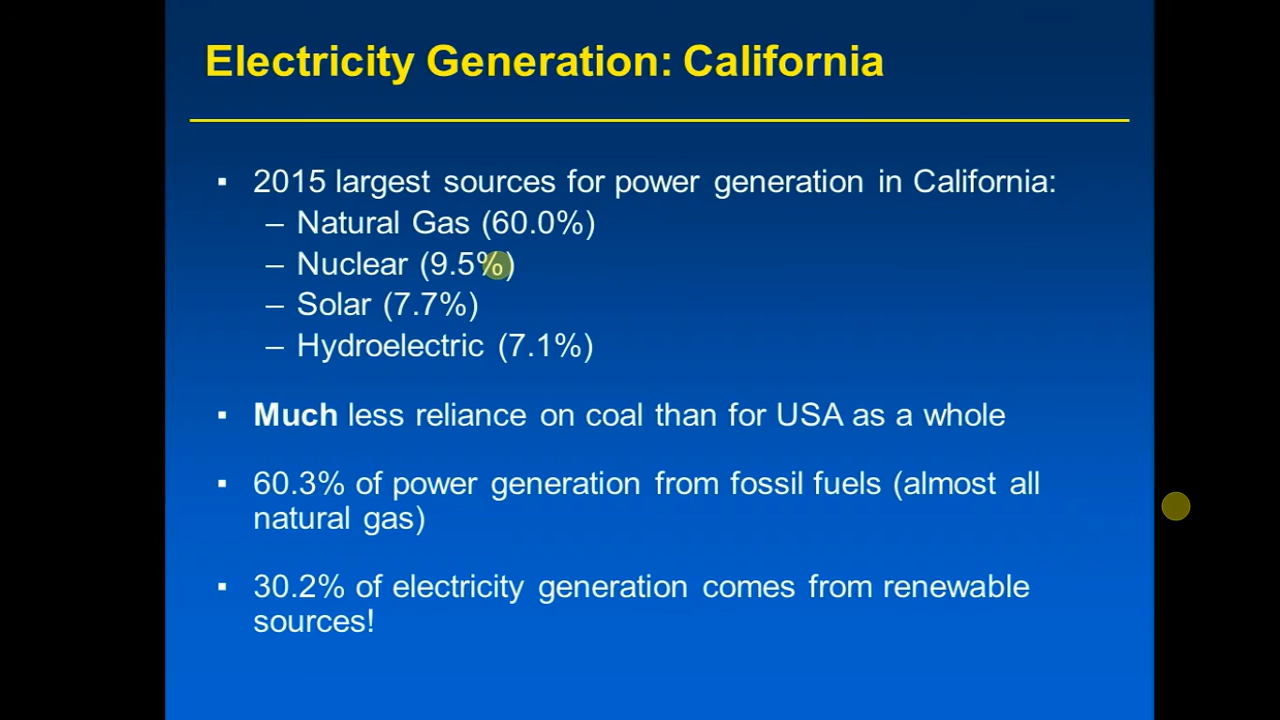 Electricity Generation: California
▪ 2015 largest sources for power generation in California:
– Natural Gas (60.0%)
– Nuclear (9.5%)
– Solar (7.7%)
– Hydroelectric (7.1%)
▪ Much less reliance on coal than for USA as a whole
▪ 60.3% of power generation from fossil fuels (almost all
natural gas)
▪ 30.2% of electricity generation comes from renewable
sources!